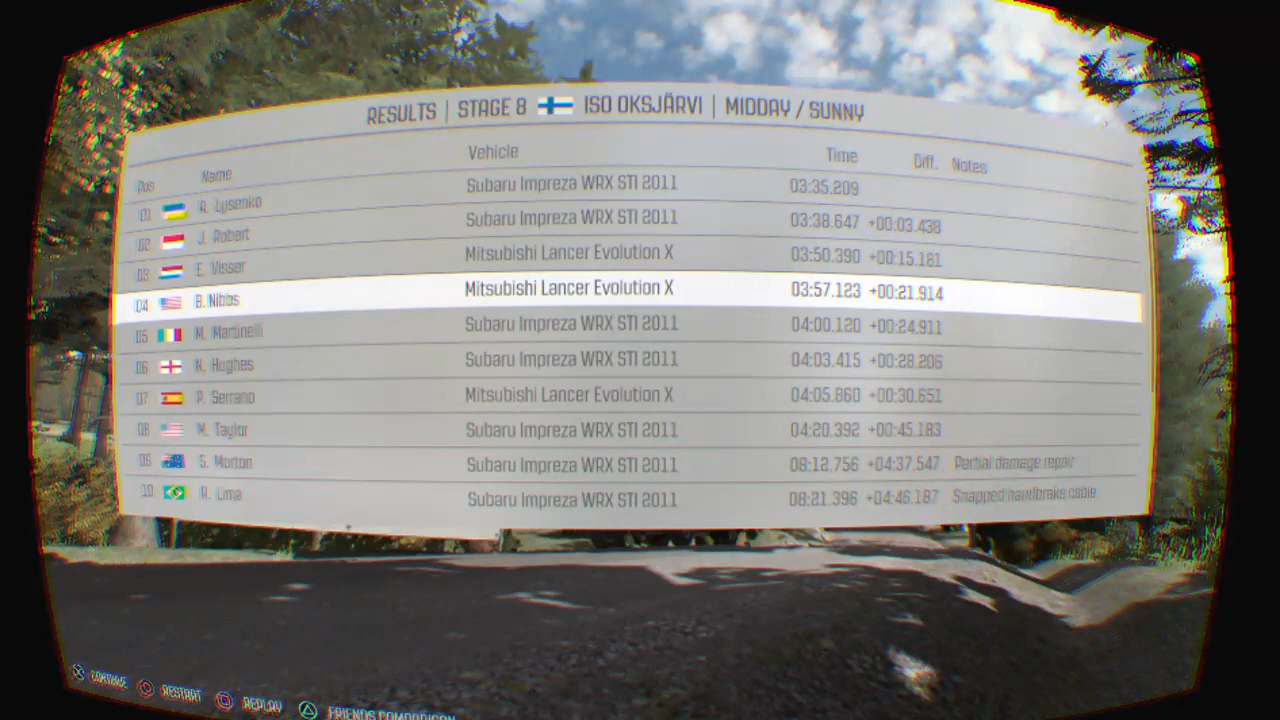 RESULTS | STAGE 8 ISO OKSJÄRVI | MIDDAY / SUNNY
Pos Name Vehicle Time Diff. Notes
01 R. Lysenko Subaru Impreza WRX STI 2011 03:35.209
02 J. Robert Subaru Impreza WRX STI 2011 03:38.647 +00:03.438
03 E. Visser Mitsubishi Lancer Evolution X 03:50.390 +00:15.181
04 B. Nibbs Mitsubishi Lancer Evolution X 03:57.123 +00:21.914
05 M. Martinelli Subaru Impreza WRX STI 2011 04:00.120 +00:24.911
06 N. Hughes Subaru Impreza WRX STI 2011 04:03.415 +00:28.206
07 P. Serrano Mitsubishi Lancer Evolution X 04:05.860 +00:30.651
08 M. Taylor Subaru Impreza WRX STI 2011 04:20.392 +00:45.183
09 S. Morton Subaru Impreza WRX STI 2011 08:12.756 +04:37.547 Partial damage repair
10 R. Lima Subaru Impreza WRX STI 2011 08:21.396 +04:46.187 Snapped handbrake cable
CONTINUE RESTART REPLAY FRIENDS COMPARISON